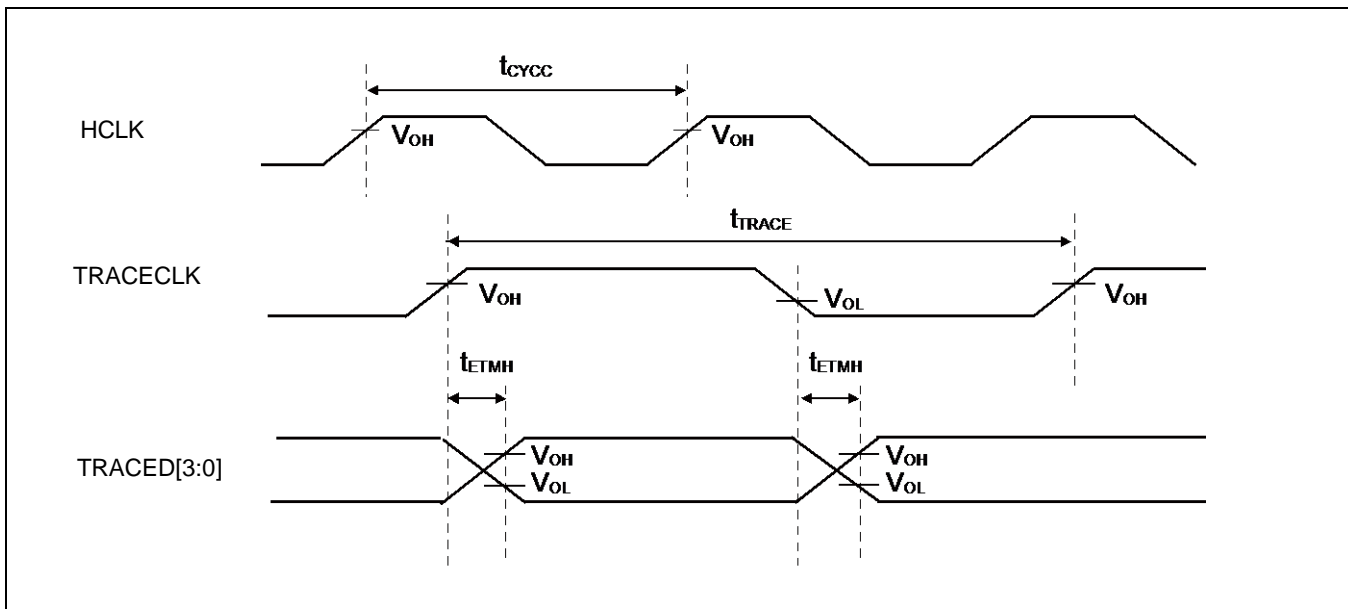 tCYCC
HCLK
VOH
VOH
tTRACE
TRACECLK
VOH
VOL
VOH
tETMH
tETMH
TRACED[3:0]
VOH
VOH
VOL
VOL